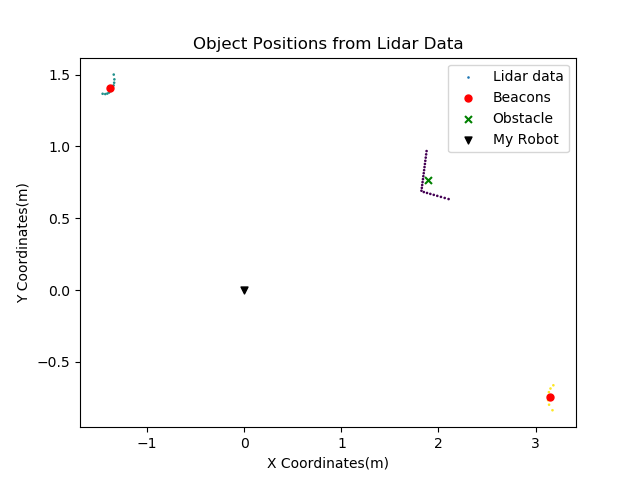 Object Positions from Lidar Data
Lidar data
Beacons
Obstacle
My Robot
Y Coordinates(m)
1.5
1.0
0.5
0.0
−0.5
−1
0
1
2
3
X Coordinates(m)